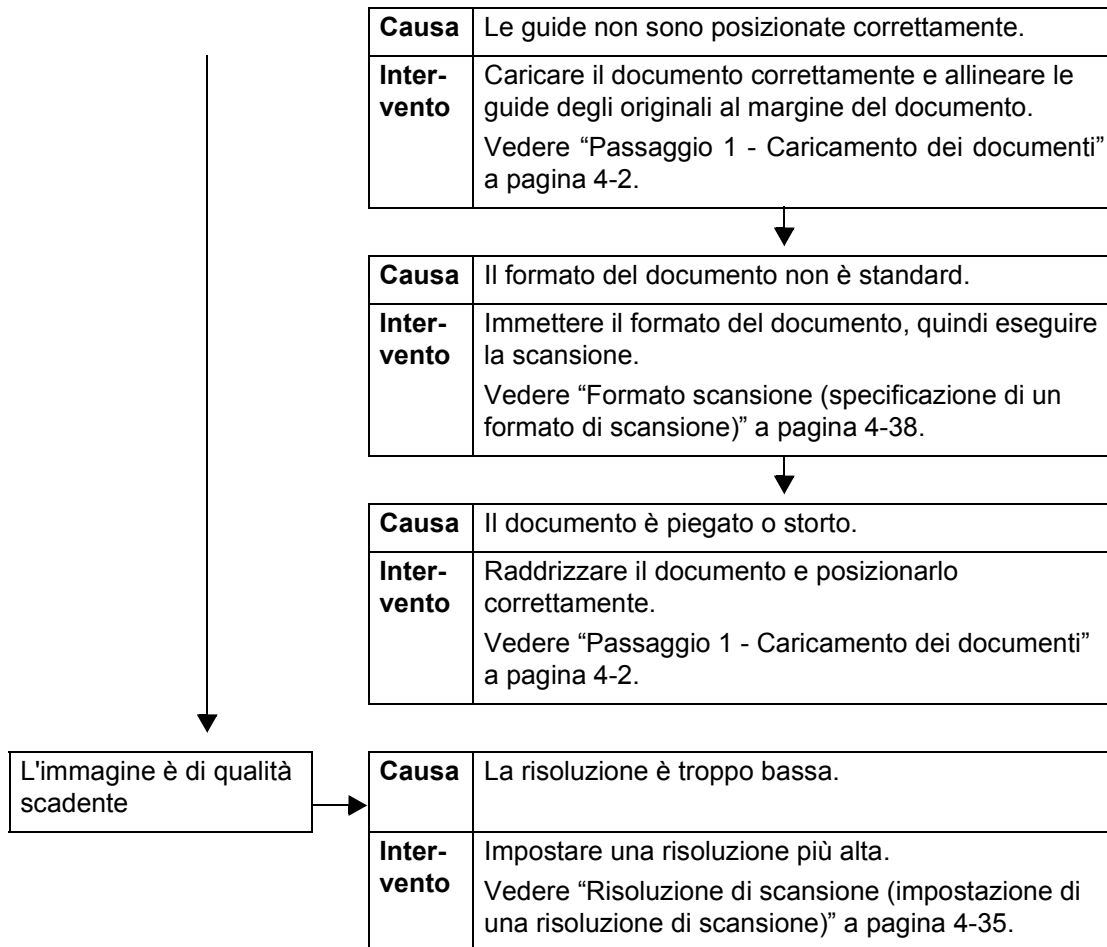 Causa Le guide non sono posizionate correttamente.
Inter- Caricare il documento correttamente e allineare le
vento guide degli originali al margine del documento.
Vedere “Passaggio 1 - Caricamento dei documenti”
a pagina 4-2.
Causa Il formato del documento non è standard.
Inter- Immettere il formato del documento, quindi eseguire
vento la scansione.
Vedere “Formato scansione (specificazione di un
formato di scansione)” a pagina 4-38.
Causa Il documento è piegato o storto.
Inter- Raddrizzare il documento e posizionarlo
vento correttamente.
Vedere “Passaggio 1 - Caricamento dei documenti”
a pagina 4-2.
L'immagine è di qualità
scadente
Causa La risoluzione è troppo bassa.
Inter- Impostare una risoluzione più alta.
vento Vedere “Risoluzione di scansione (impostazione di
una risoluzione di scansione)” a pagina 4-35.